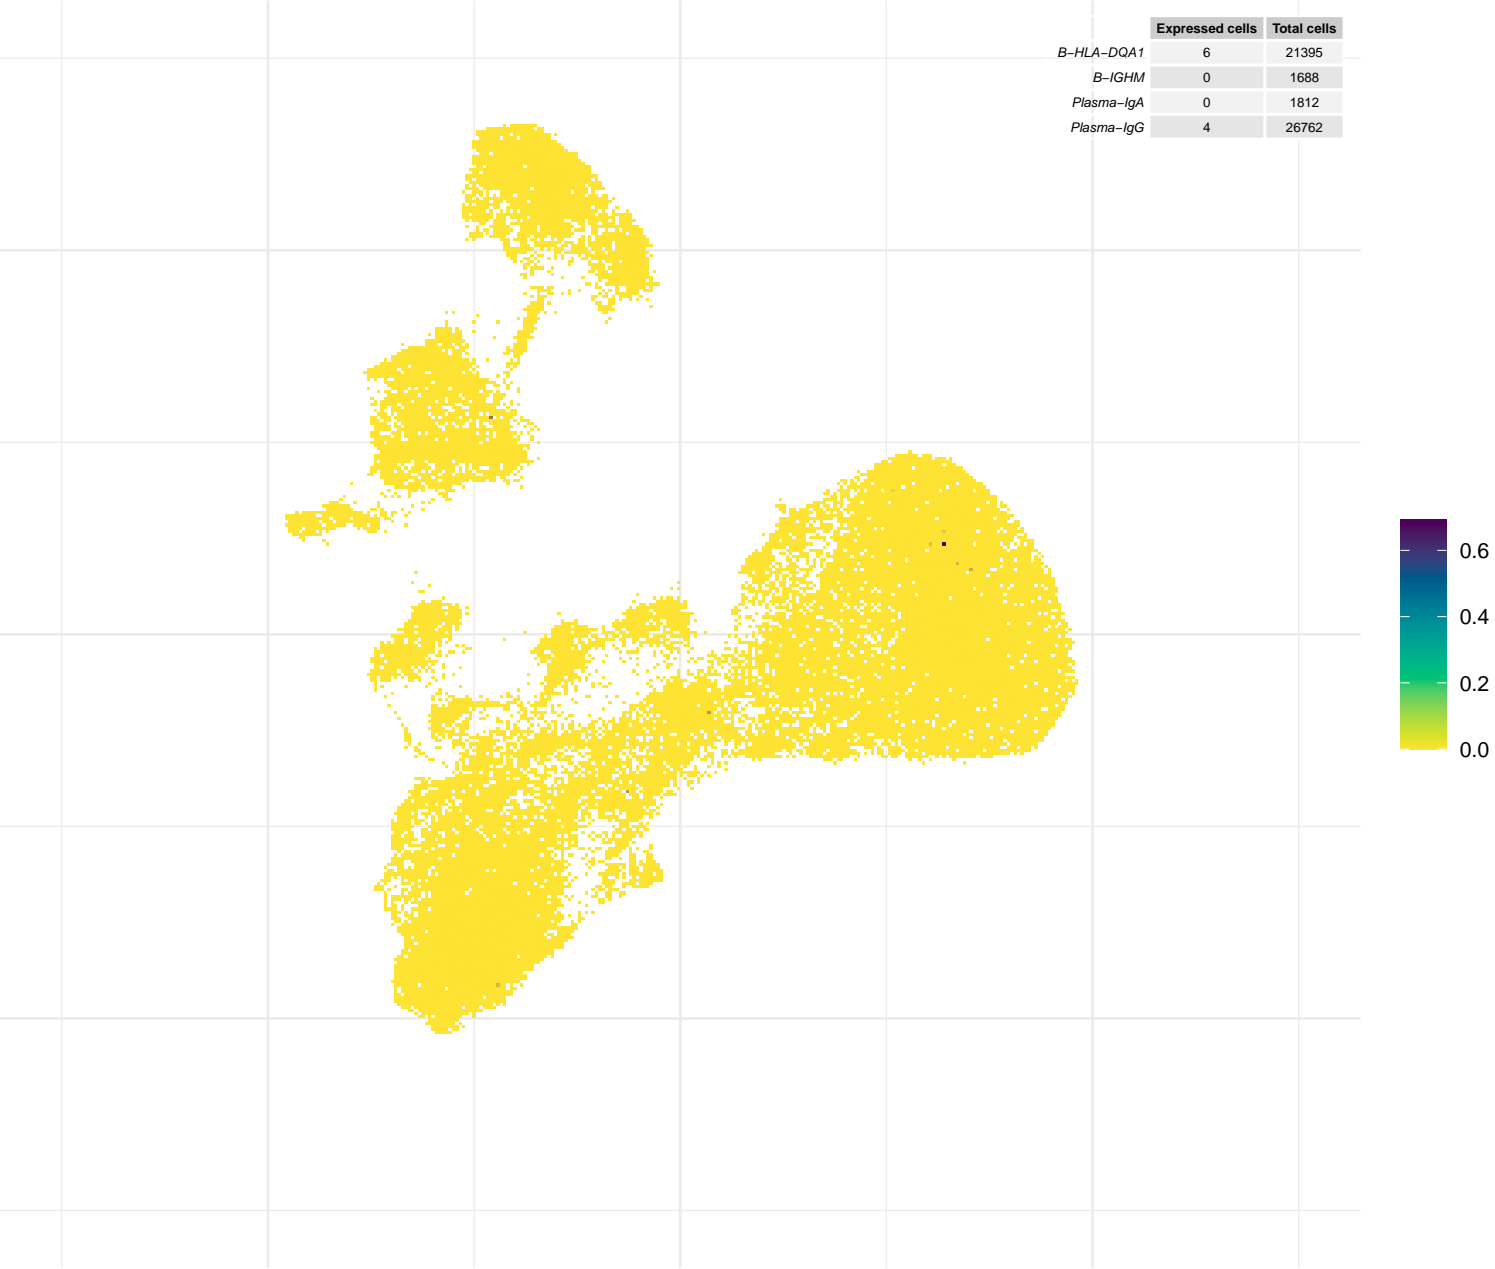 Expressed cells Total cells
B−HLA−DQA1 6 21395
B−IGHM 0 1688
Plasma−IgA 0 1812
Plasma−IgG 4 26762
0.6
0.4
0.2
0.0